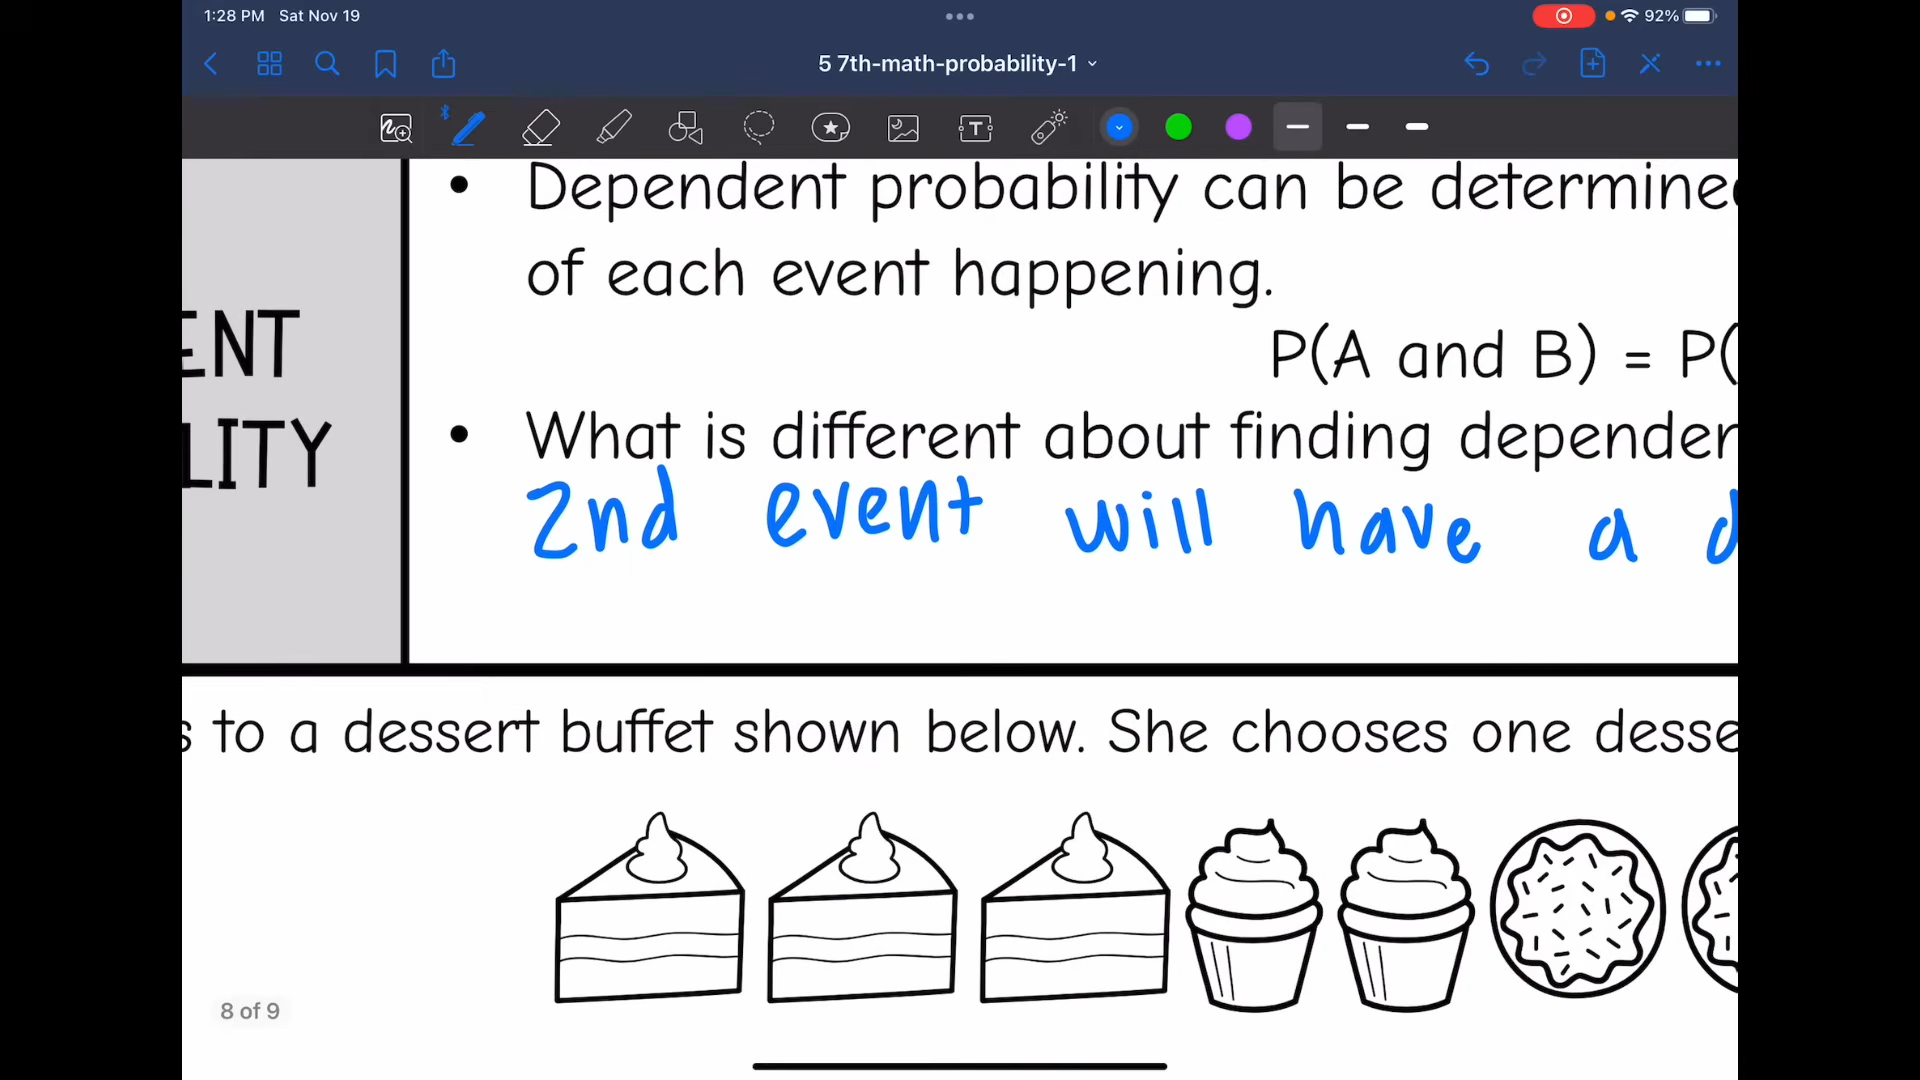 1:28 PM Sat Nov 19
92%
5 7th-math-probability-1
T
Dependent probability can be determined
of each event happening.
ENT
P(A and B) = P(
LITY
What is different about finding depender
2nd event will have a d
s to a dessert buffet shown below. She chooses one desse
8 of 9